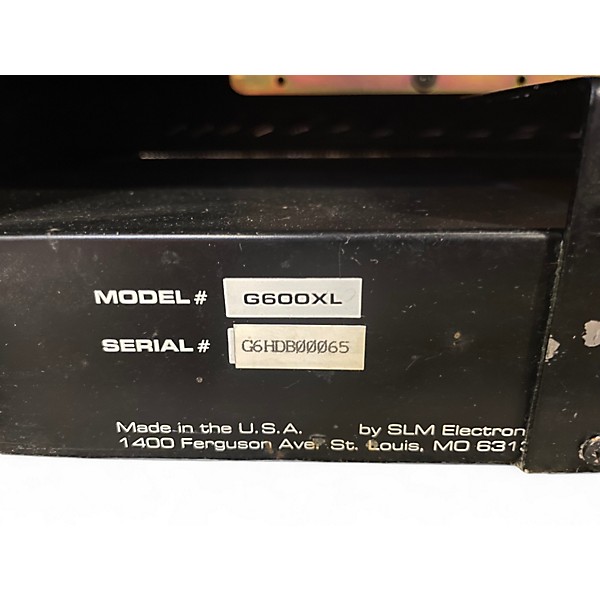 MODEL # G600XL
SERIAL # G6HDB00065
Made in the U.S.A. by SLM Electron
1400 Ferguson Ave. St. Louis, MO 631